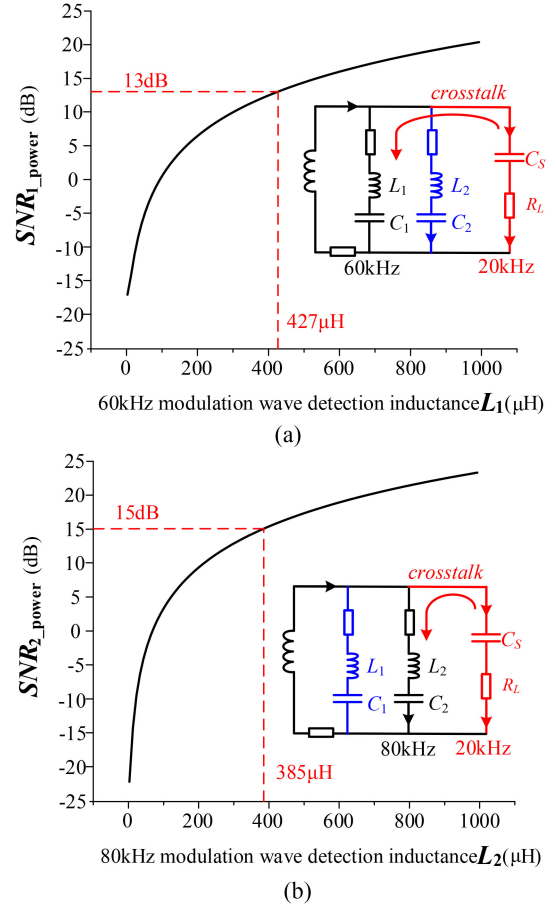 25
20
15
10
5
0
-5
-10
-15
-20
25
SNR1_power (dB)
13dB
427μH
crosstalk
L1
C1
L2
C2
CS
RL
60kHz
20kHz
0 200 400 600 800 1000
60kHz modulation wave detection inductance L1(μH)
(a)
25
20
15
10
5
0
-5
-10
-15
-20
-25
SNR2_power (dB)
15dB
385μH
crosstalk
L1
C1
L2
C2
CS
RL
80kHz
20kHz
0 200 400 600 800 1000
80kHz modulation wave detection inductance L2(μH)
(b)